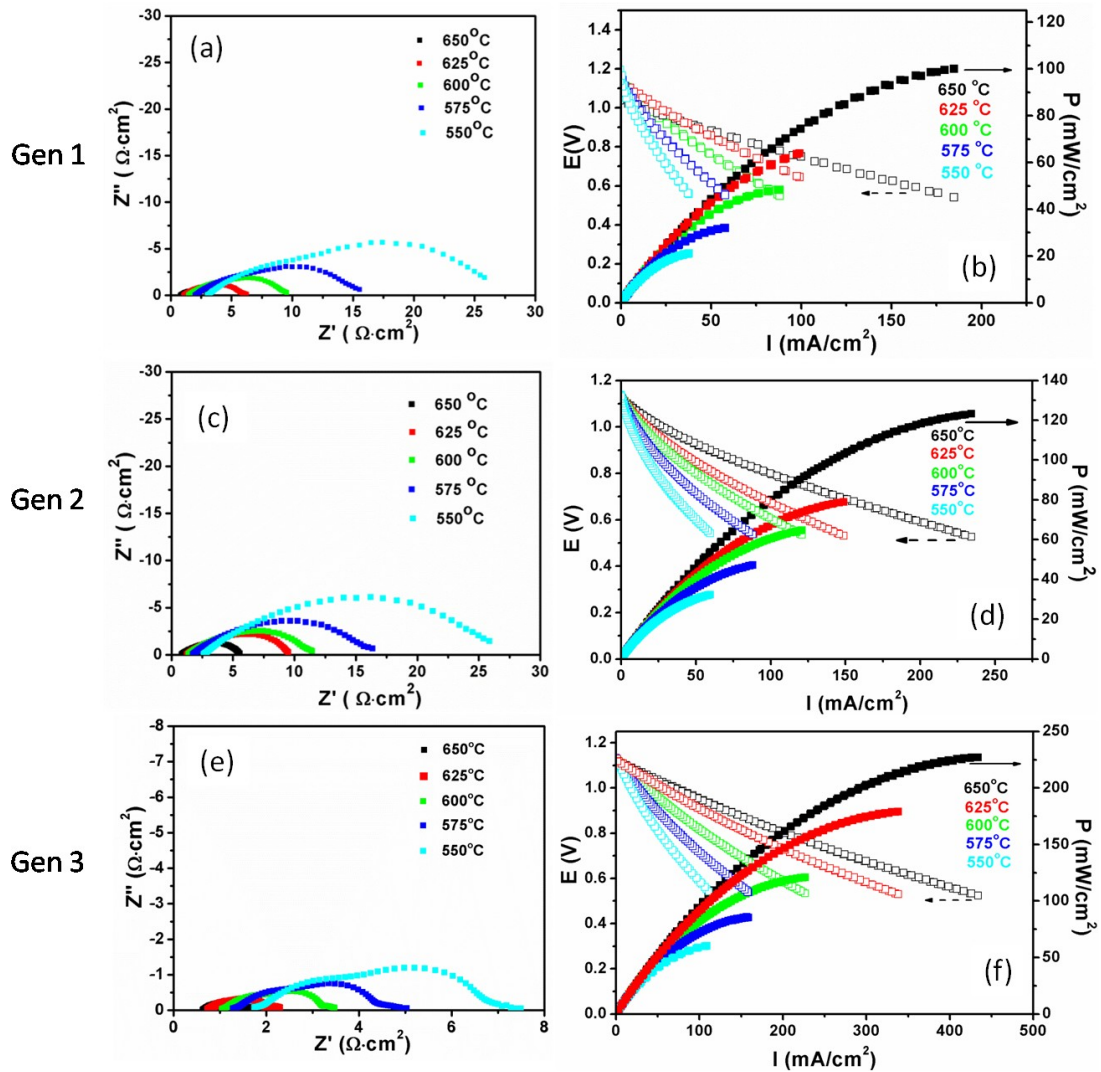 Gen 1
(a)
Z'' ( Ω·cm²)
-30
-25
-20
-15
-10
-5
0
650°C
625°C
600°C
575°C
550°C
0 5 10 15 20 25 30
Z' ( Ω·cm²)
(b)
E(V)
1.4
1.2
1.0
0.8
0.6
0.4
0.2
0.0
650 °C
625 °C
600 °C
575 °C
550 °C
120
100
80
60
40
20
0
P (mW/cm²)
0 50 100 150 200
I (mA/cm²)
Gen 2
(c)
Z'' ( Ω·cm²)
-30
-25
-20
-15
-10
-5
0
650 °C
625 °C
600 °C
575 °C
550°C
0 5 10 15 20 25 30
Z' ( Ω·cm²)
(d)
E (V)
1.2
1.0
0.8
0.6
0.4
0.2
0.0
650°C
625°C
600°C
575°C
550°C
140
120
100
80
60
40
20
0
P (mW/cm²)
0 50 100 150 200 250
I (mA/cm²)
Gen 3
(e)
Z'' (Ω·cm²)
-8
-7
-6
-5
-4
-3
-2
-1
0
650°C
625°C
600°C
575°C
550°C
0 2 4 6 8
Z' (Ω·cm²)
(f)
E (V)
1.2
1.0
0.8
0.6
0.4
0.2
0.0
650°C
625°C
600°C
575°C
550°C
250
200
150
100
50
0
P (mW/cm²)
0 100 200 300 400 500
I (mA/cm²)